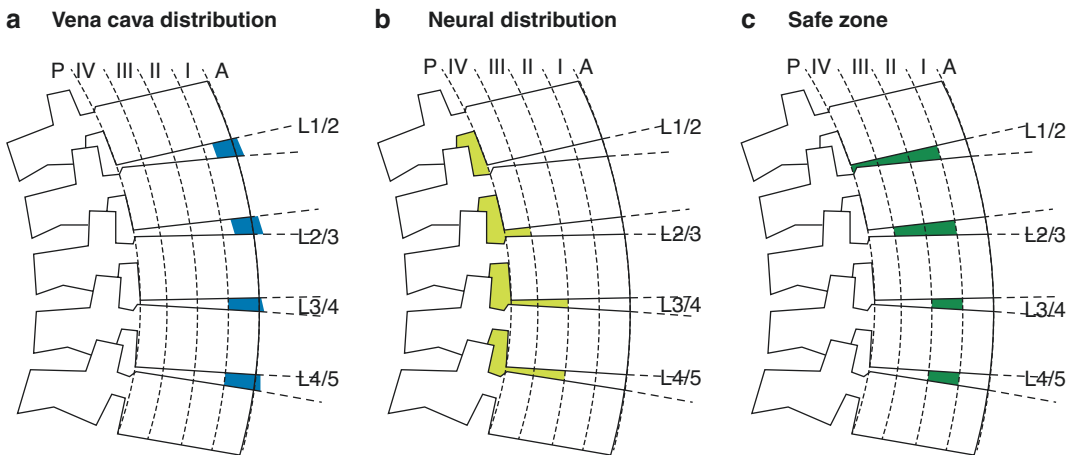 a Vena cava distribution
P IV III II I A
L1/2
L2/3
L3/4
L4/5
b Neural distribution
P IV III II I A
L1/2
L2/3
L3/4
L4/5
c Safe zone
P IV III II I A
L1/2
L2/3
L3/4
L4/5